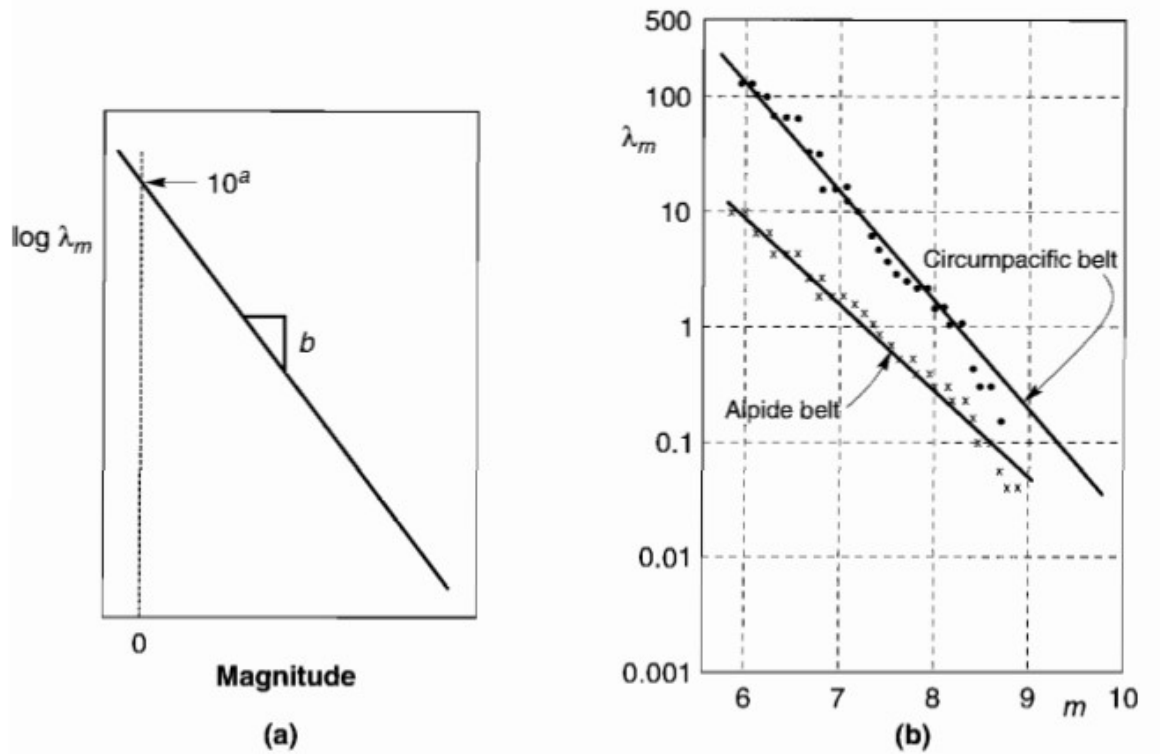 10ᵃ
log λₘ
b
0
Magnitude
(a)
500
100
λₘ
10
1
0.1
0.01
0.001
Circumpacific belt
Alpide belt
6 7 8 9 m 10
(b)